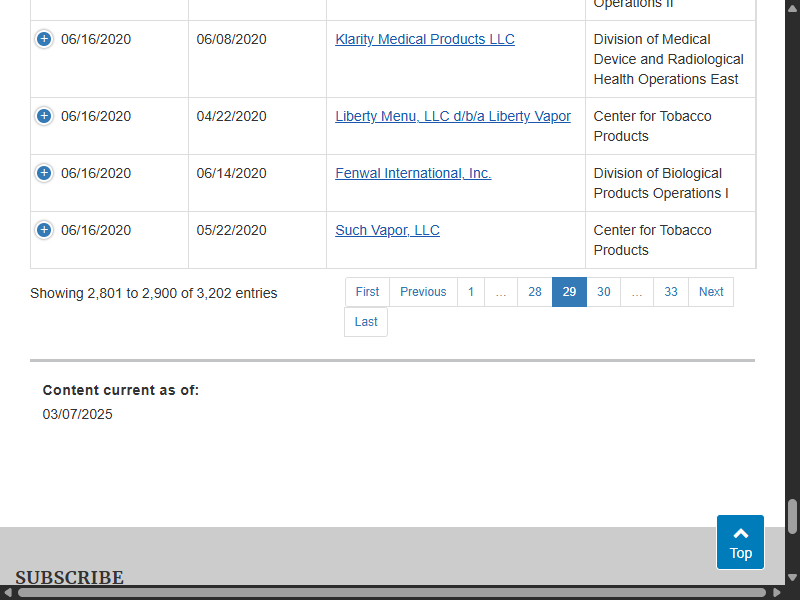 Operations II
06/16/2020 06/08/2020 Klarity Medical Products LLC Division of Medical
Device and Radiological
Health Operations East
06/16/2020 04/22/2020 Liberty Menu, LLC d/b/a Liberty Vapor Center for Tobacco
Products
06/16/2020 06/14/2020 Fenwal International, Inc. Division of Biological
Products Operations I
06/16/2020 05/22/2020 Such Vapor, LLC Center for Tobacco
Products
Showing 2,801 to 2,900 of 3,202 entries First Previous 1 … 28 29 30 … 33 Next
Last
Content current as of:
03/07/2025
Top
SUBSCRIBE